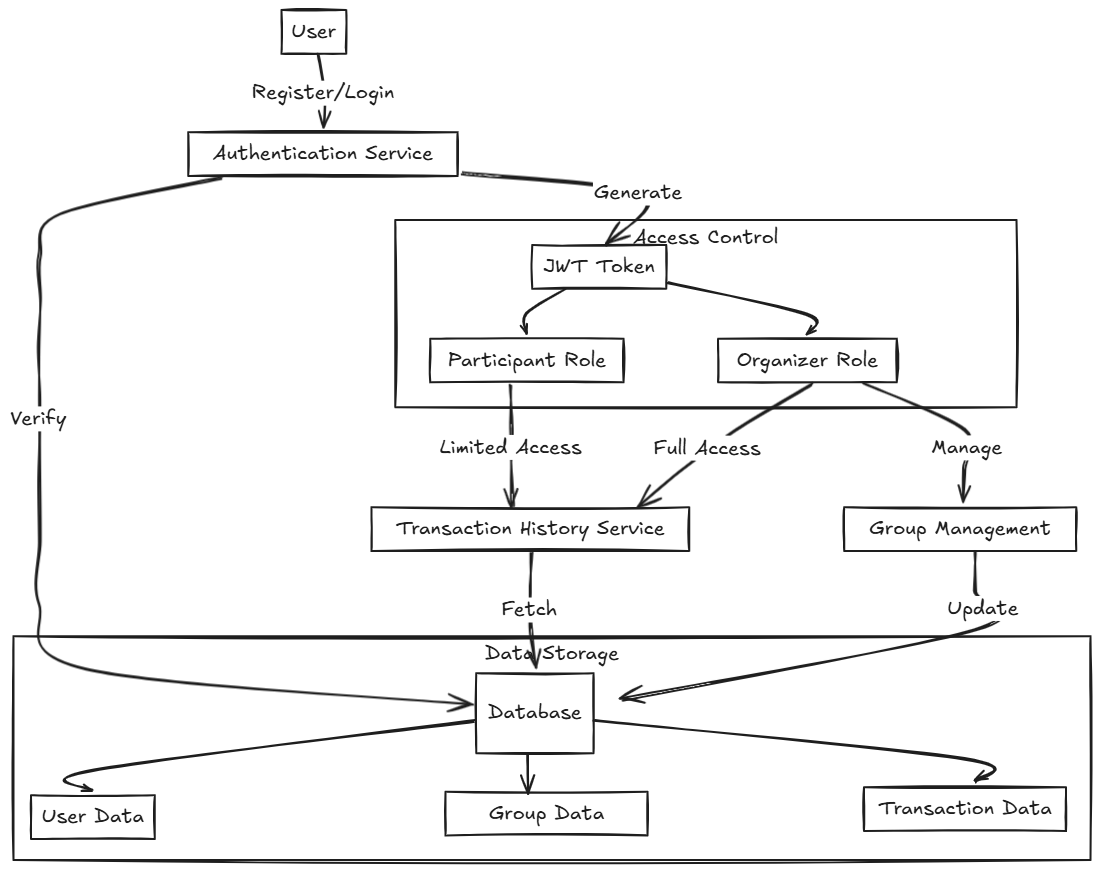 User
Register/Login
Authentication Service
Generate
Access Control
JWT Token
Participant Role
Organizer Role
Verify
Limited Access
Full Access
Manage
Transaction History Service
Group Management
Fetch
Update
Data Storage
Database
User Data
Group Data
Transaction Data